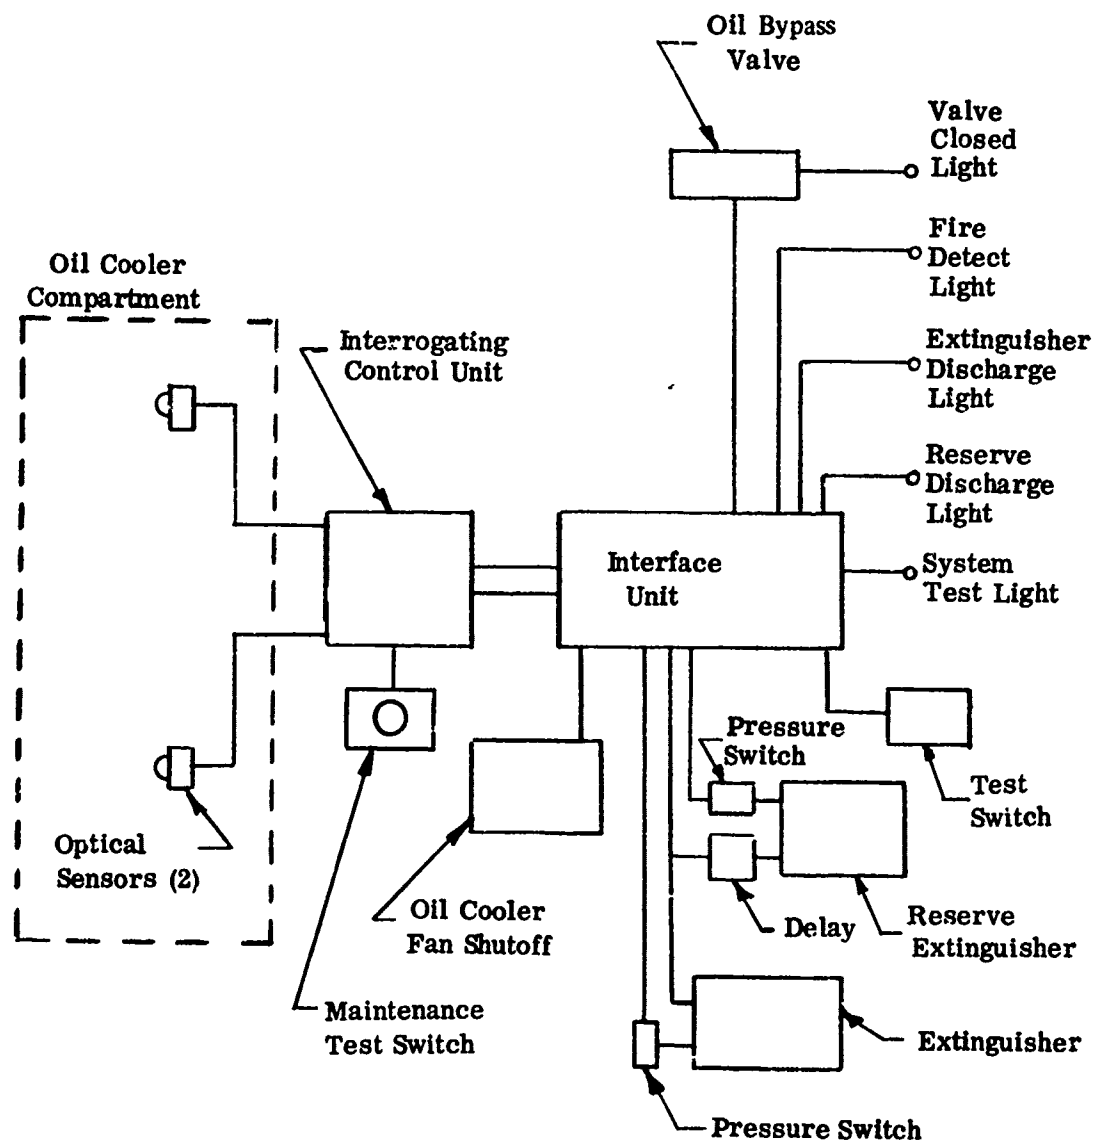 Oil Bypass
Valve
Valve
Closed
Light
Fire
Detect
Light
Oil Cooler
Compartment
Interrogating
Control Unit
Extinguisher
Discharge
Light
Reserve
Discharge
Light
Interface
Unit
System
Test Light
Pressure
Switch
Test
Switch
Optical
Sensors (2)
Oil Cooler
Fan Shutoff
Delay
Reserve
Extinguisher
Maintenance
Test Switch
Extinguisher
Pressure Switch